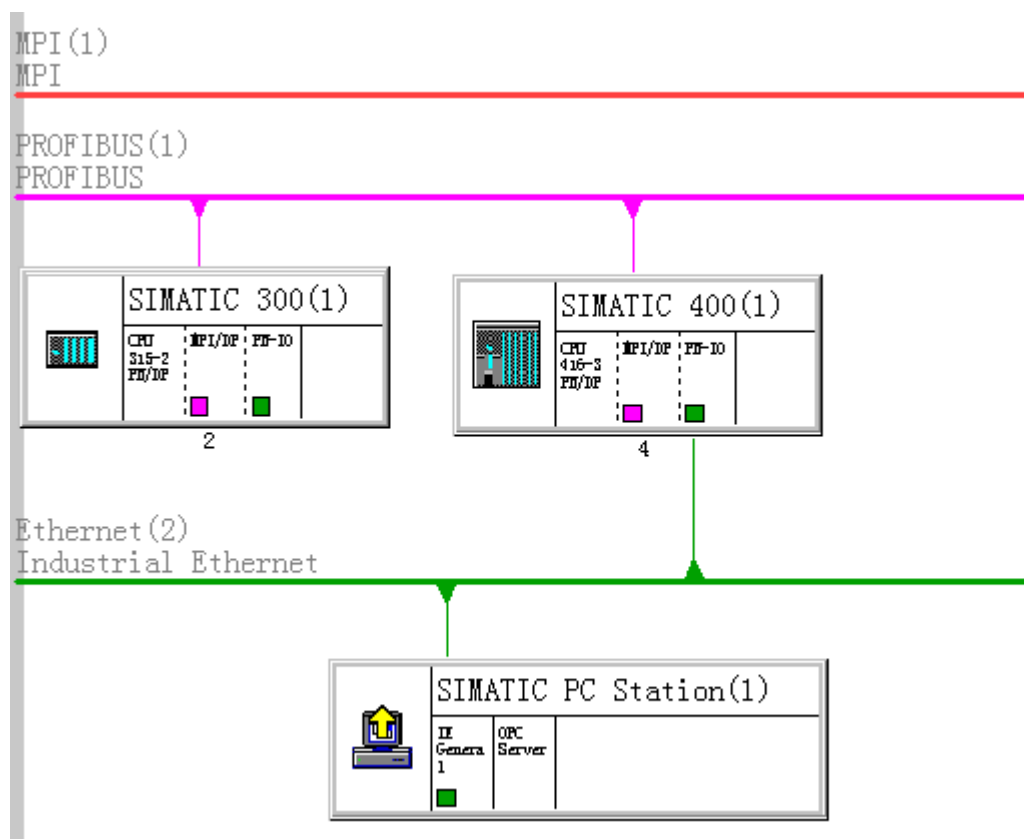 MPI(1)
MPI
PROFIBUS(1)
PROFIBUS
SIMATIC 300(1)
CPU
315-2
PN/DP
MPI/DP
PN-IO
2
SIMATIC 400(1)
CPU
416-3
PN/DP
MPI/DP
PN-IO
4
Ethernet(2)
Industrial Ethernet
SIMATIC PC Station(1)
IE
Genera
l
OPC
Server